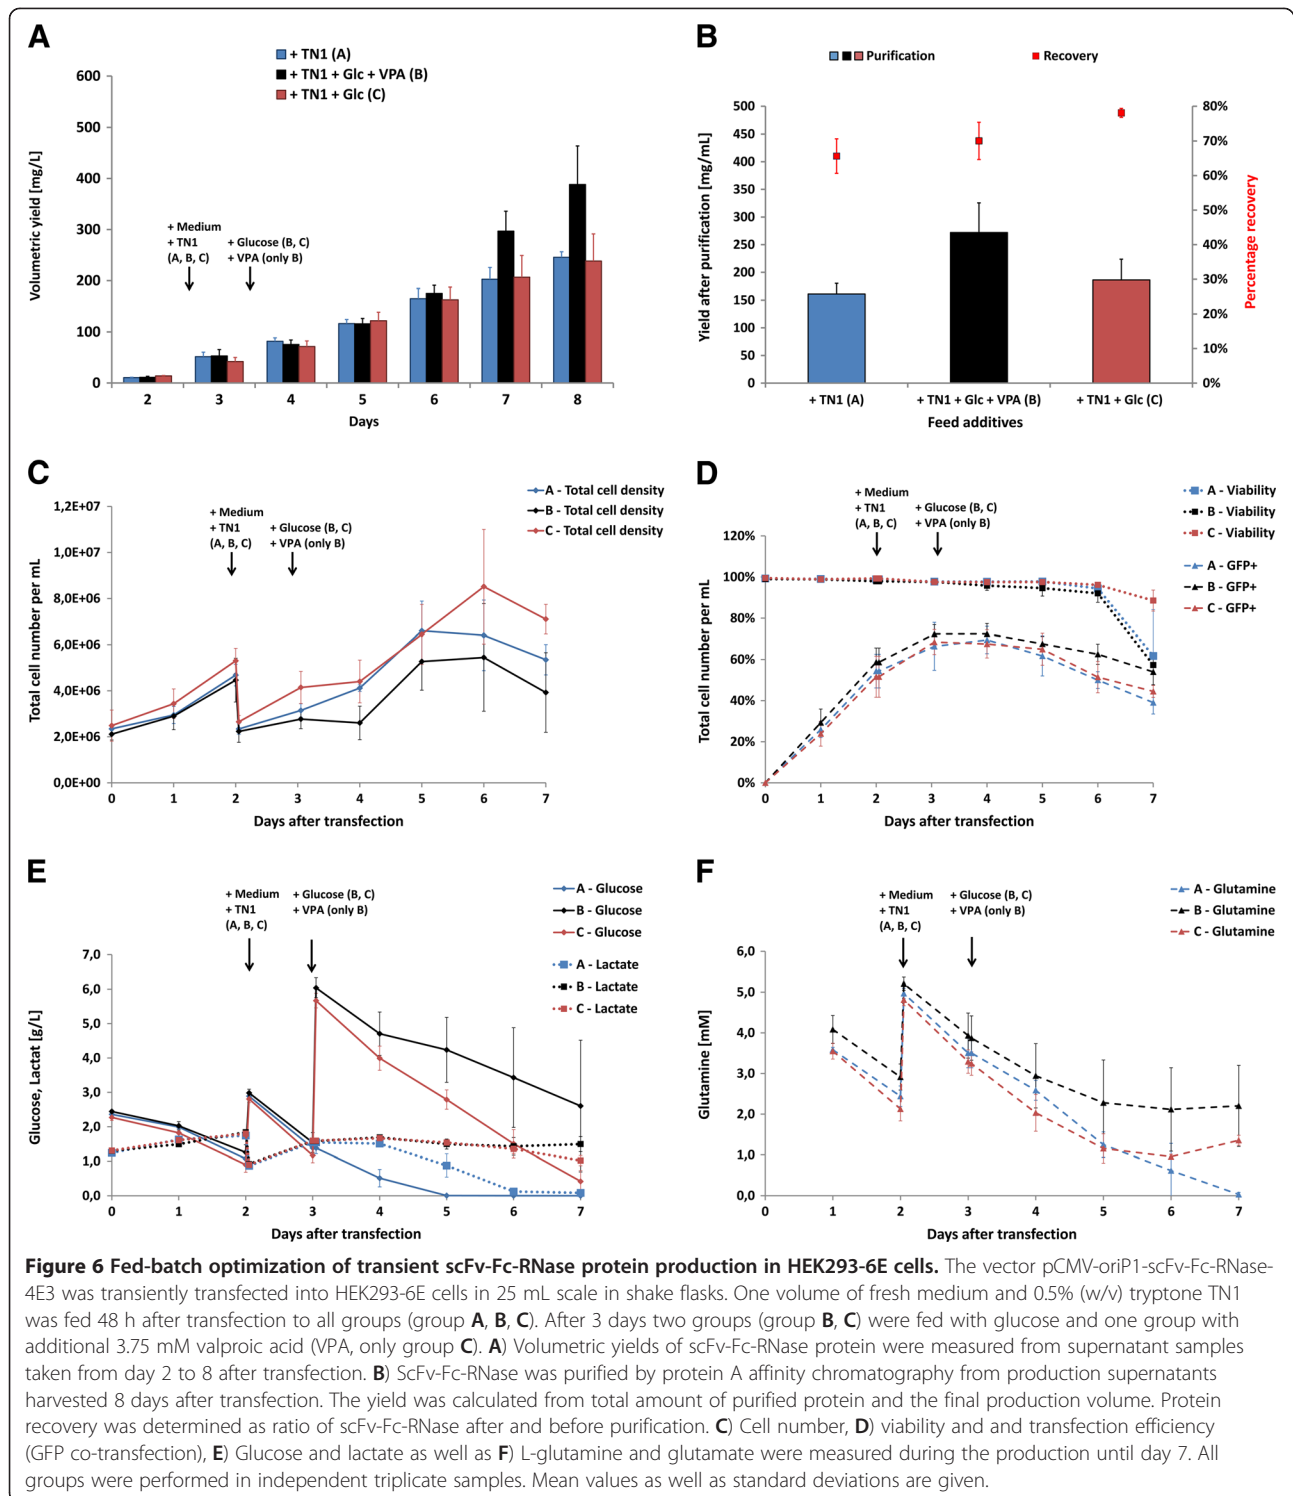 A
+ TN1 (A)
+ TN1 + Glc + VPA (B)
+ TN1 + Glc (C)
Volumetric yield [mg/L]
600
500
400
300
200
100
0
+ Medium
+ TN1
(A, B, C)
+ Glucose (B, C)
+ VPA (only B)
2 3 4 5 6 7 8
Days
B
Purification
Recovery
Yield after purification [mg/mL]
500
450
400
350
300
250
200
150
100
50
0
80%
70%
60%
50%
40%
30%
20%
10%
0%
Percentage recovery
+ TN1 (A) + TN1 + Glc + VPA (B) + TN1 + Glc (C)
Feed additives
C
A - Total cell density
B - Total cell density
C - Total cell density
Total cell number per mL
1,2E+07
1,0E+07
8,0E+06
6,0E+06
4,0E+06
2,0E+06
0,0E+00
+ Medium
+ TN1
(A, B, C)
+ Glucose (B, C)
+ VPA (only B)
0 1 2 3 4 5 6 7
Days after transfection
D
A - Viability
B - Viability
C - Viability
A - GFP+
B - GFP+
C - GFP+
Total cell number per mL
120%
100%
80%
60%
40%
20%
0%
+ Medium
+ TN1
(A, B, C)
+ Glucose (B, C)
+ VPA (only B)
0 1 2 3 4 5 6 7
Days after transfection
E
A - Glucose
B - Glucose
C - Glucose
A - Lactate
B - Lactate
C - Lactate
Glucose, Lactat [g/L]
7,0
6,0
5,0
4,0
3,0
2,0
1,0
0,0
+ Medium
+ TN1
(A, B, C)
+ Glucose (B, C)
+ VPA (only B)
0 1 2 3 4 5 6 7
Days after transfection
F
A - Glutamine
B - Glutamine
C - Glutamine
Glutamine [mM]
6,0
5,0
4,0
3,0
2,0
1,0
0,0
+ Medium
+ TN1
(A, B, C)
+ Glucose (B, C)
+ VPA (only B)
0 1 2 3 4 5 6 7
Days after transfection
Figure 6 Fed-batch optimization of transient scFv-Fc-RNase protein production in HEK293-6E cells. The vector pCMV-oriP1-scFv-Fc-RNase-
4E3 was transiently transfected into HEK293-6E cells in 25 mL scale in shake flasks. One volume of fresh medium and 0.5% (w/v) tryptone TN1
was fed 48 h after transfection to all groups (group A, B, C). After 3 days two groups (group B, C) were fed with glucose and one group with
additional 3.75 mM valproic acid (VPA, only group C). A) Volumetric yields of scFv-Fc-RNase protein were measured from supernatant samples
taken from day 2 to 8 after transfection. B) ScFv-Fc-RNase was purified by protein A affinity chromatography from production supernatants
harvested 8 days after transfection. The yield was calculated from total amount of purified protein and the final production volume. Protein
recovery was determined as ratio of scFv-Fc-RNase after and before purification. C) Cell number, D) viability and and transfection efficiency
(GFP co-transfection), E) Glucose and lactate as well as F) L-glutamine and glutamate were measured during the production until day 7. All
groups were performed in independent triplicate samples. Mean values as well as standard deviations are given.